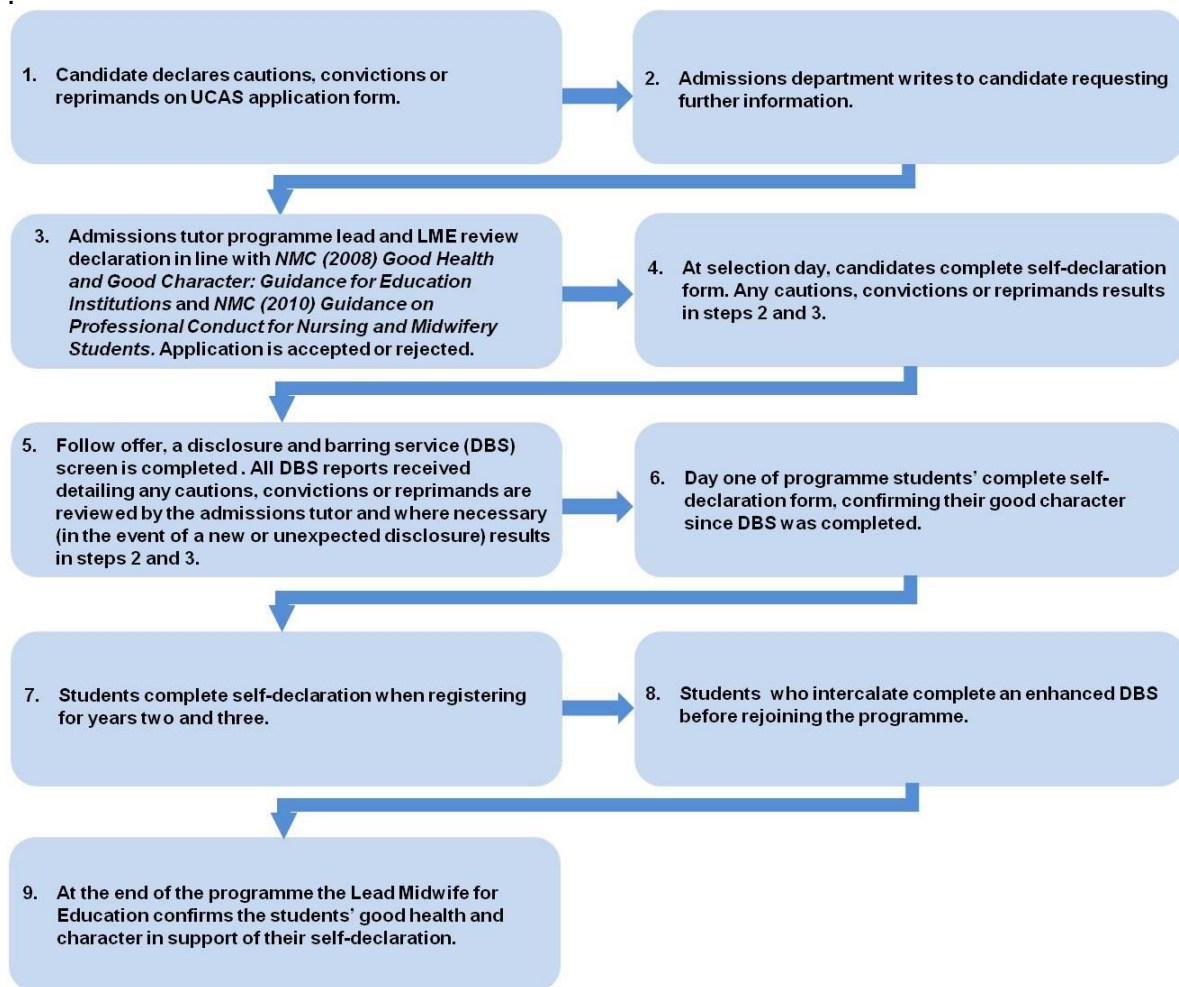 .
1. Candidate declares cautions, convictions or
reprimands on UCAS application form.
2. Admissions department writes to candidate requesting
further information.
3. Admissions tutor programme lead and LME review
declaration in line with NMC (2008) Good Health
and Good Character: Guidance for Education
Institutions and NMC (2010) Guidance on
Professional Conduct for Nursing and Midwifery
Students. Application is accepted or rejected.
4. At selection day, candidates complete self-declaration
form. Any cautions, convictions or reprimands results
in steps 2 and 3.
5. Follow offer, a disclosure and barring service (DBS)
screen is completed . All DBS reports received
detailing any cautions, convictions or reprimands are
reviewed by the admissions tutor and where necessary
(in the event of a new or unexpected disclosure) results
in steps 2 and 3.
6. Day one of programme students’ complete self-
declaration form, confirming their good character
since DBS was completed.
7. Students complete self-declaration when registering
for years two and three.
8. Students who intercalate complete an enhanced DBS
before rejoining the programme.
9. At the end of the programme the Lead Midwife for
Education confirms the students’ good health and
character in support of their self-declaration.